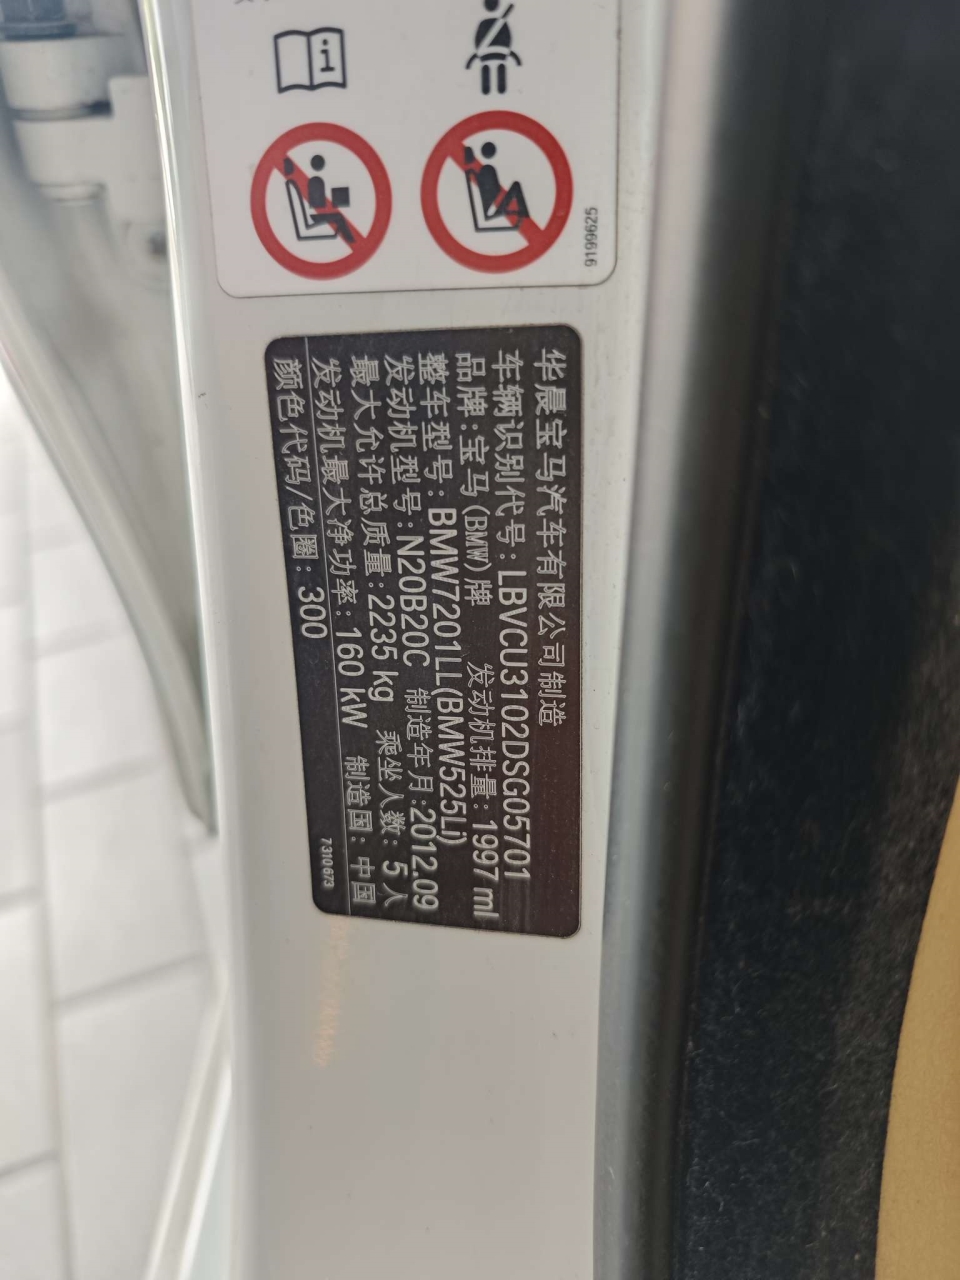 9199625
华晨宝马汽车有限公司制造
车辆识别代号: LBVCU3102DSG05701
品牌:宝马(BMW)牌 发动机排量: 1997 ml
整车型号: BMW7201LL(BMW525Li)
发动机型号: N20B20C 制造年月:2012.09
最大允许总质量: 2235 kg 乘坐人数: 5 人
发动机最大净功率: 160 kW 制造国: 中国
颜色代码/色圈: 300
7310673